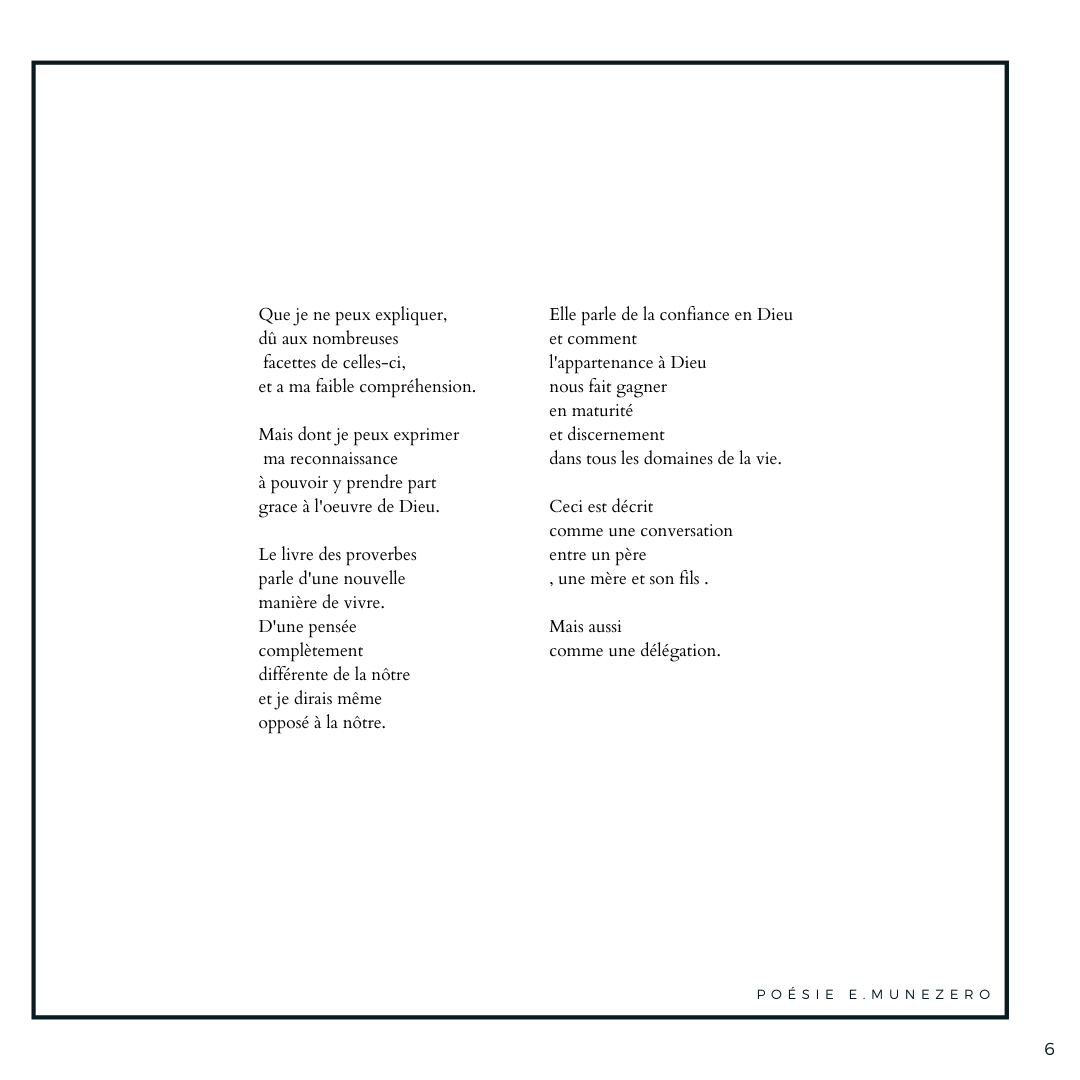 Que je ne peux expliquer,
dû aux nombreuses
facettes de celles-ci,
et a ma faible compréhension.

Mais dont je peux exprimer
ma reconnaissance
à pouvoir y prendre part
grace à l'oeuvre de Dieu.

Le livre des proverbes
parle d'une nouvelle
manière de vivre.
D'une pensée
complètement
différente de la nôtre
et je dirais même
opposé à la nôtre.

Elle parle de la confiance en Dieu
et comment
l'appartenance à Dieu
nous fait gagner
en maturité
et discernement
dans tous les domaines de la vie.

Ceci est décrit
comme une conversation
entre un père
, une mère et son fils .

Mais aussi
comme une délégation.

POÉSIE E.MUNEZERO
6